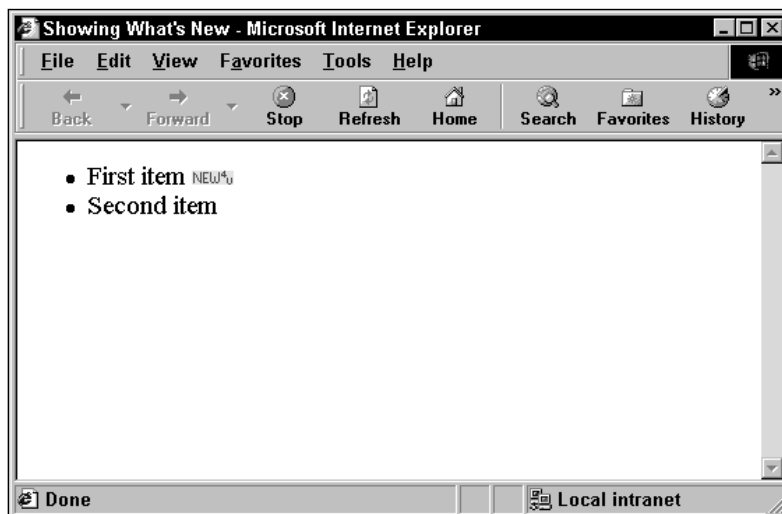 Showing What's New - Microsoft Internet Explorer
File Edit View Favorites Tools Help
Back Forward Stop Refresh Home Search Favorites History »
• First item NEW4U
• Second item
Done Local intranet